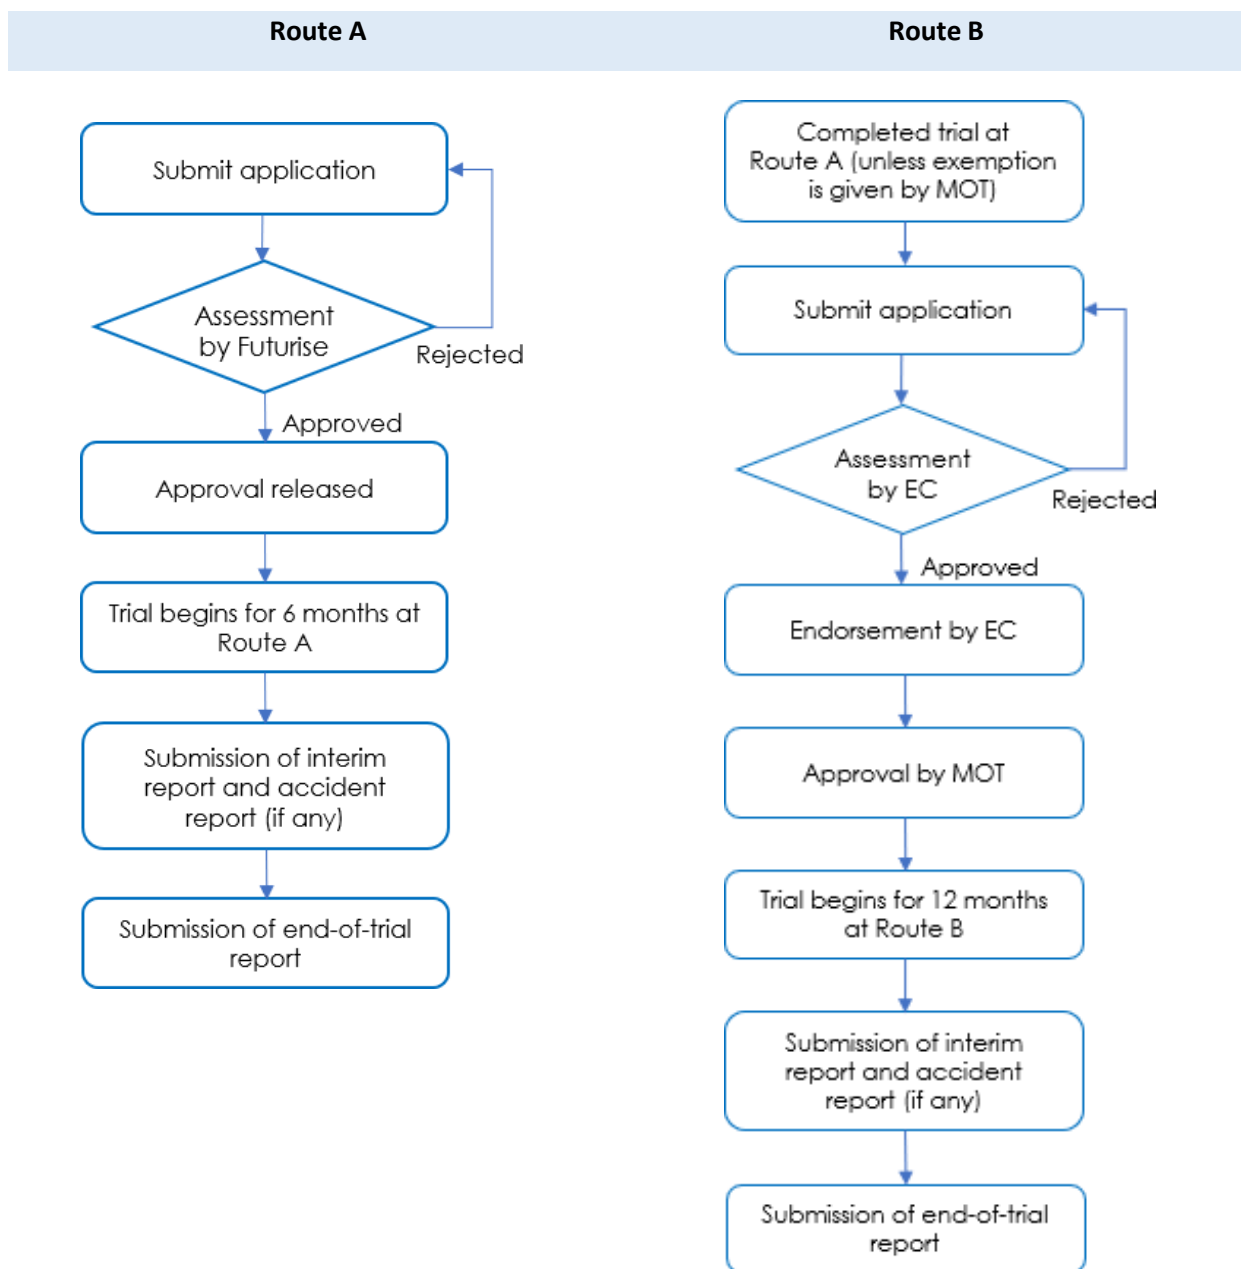 Route A
Route B
Submit application
Assessment
by Futurise
Rejected
Approved
Approval released
Trial begins for 6 months at
Route A
Submission of interim
report and accident
report (if any)
Submission of end-of-trial
report
Completed trial at
Route A (unless exemption
is given by MOT)
Submit application
Assessment
by EC
Rejected
Approved
Endorsement by EC
Approval by MOT
Trial begins for 12 months
at Route B
Submission of interim
report and accident
report (if any)
Submission of end-of-trial
report